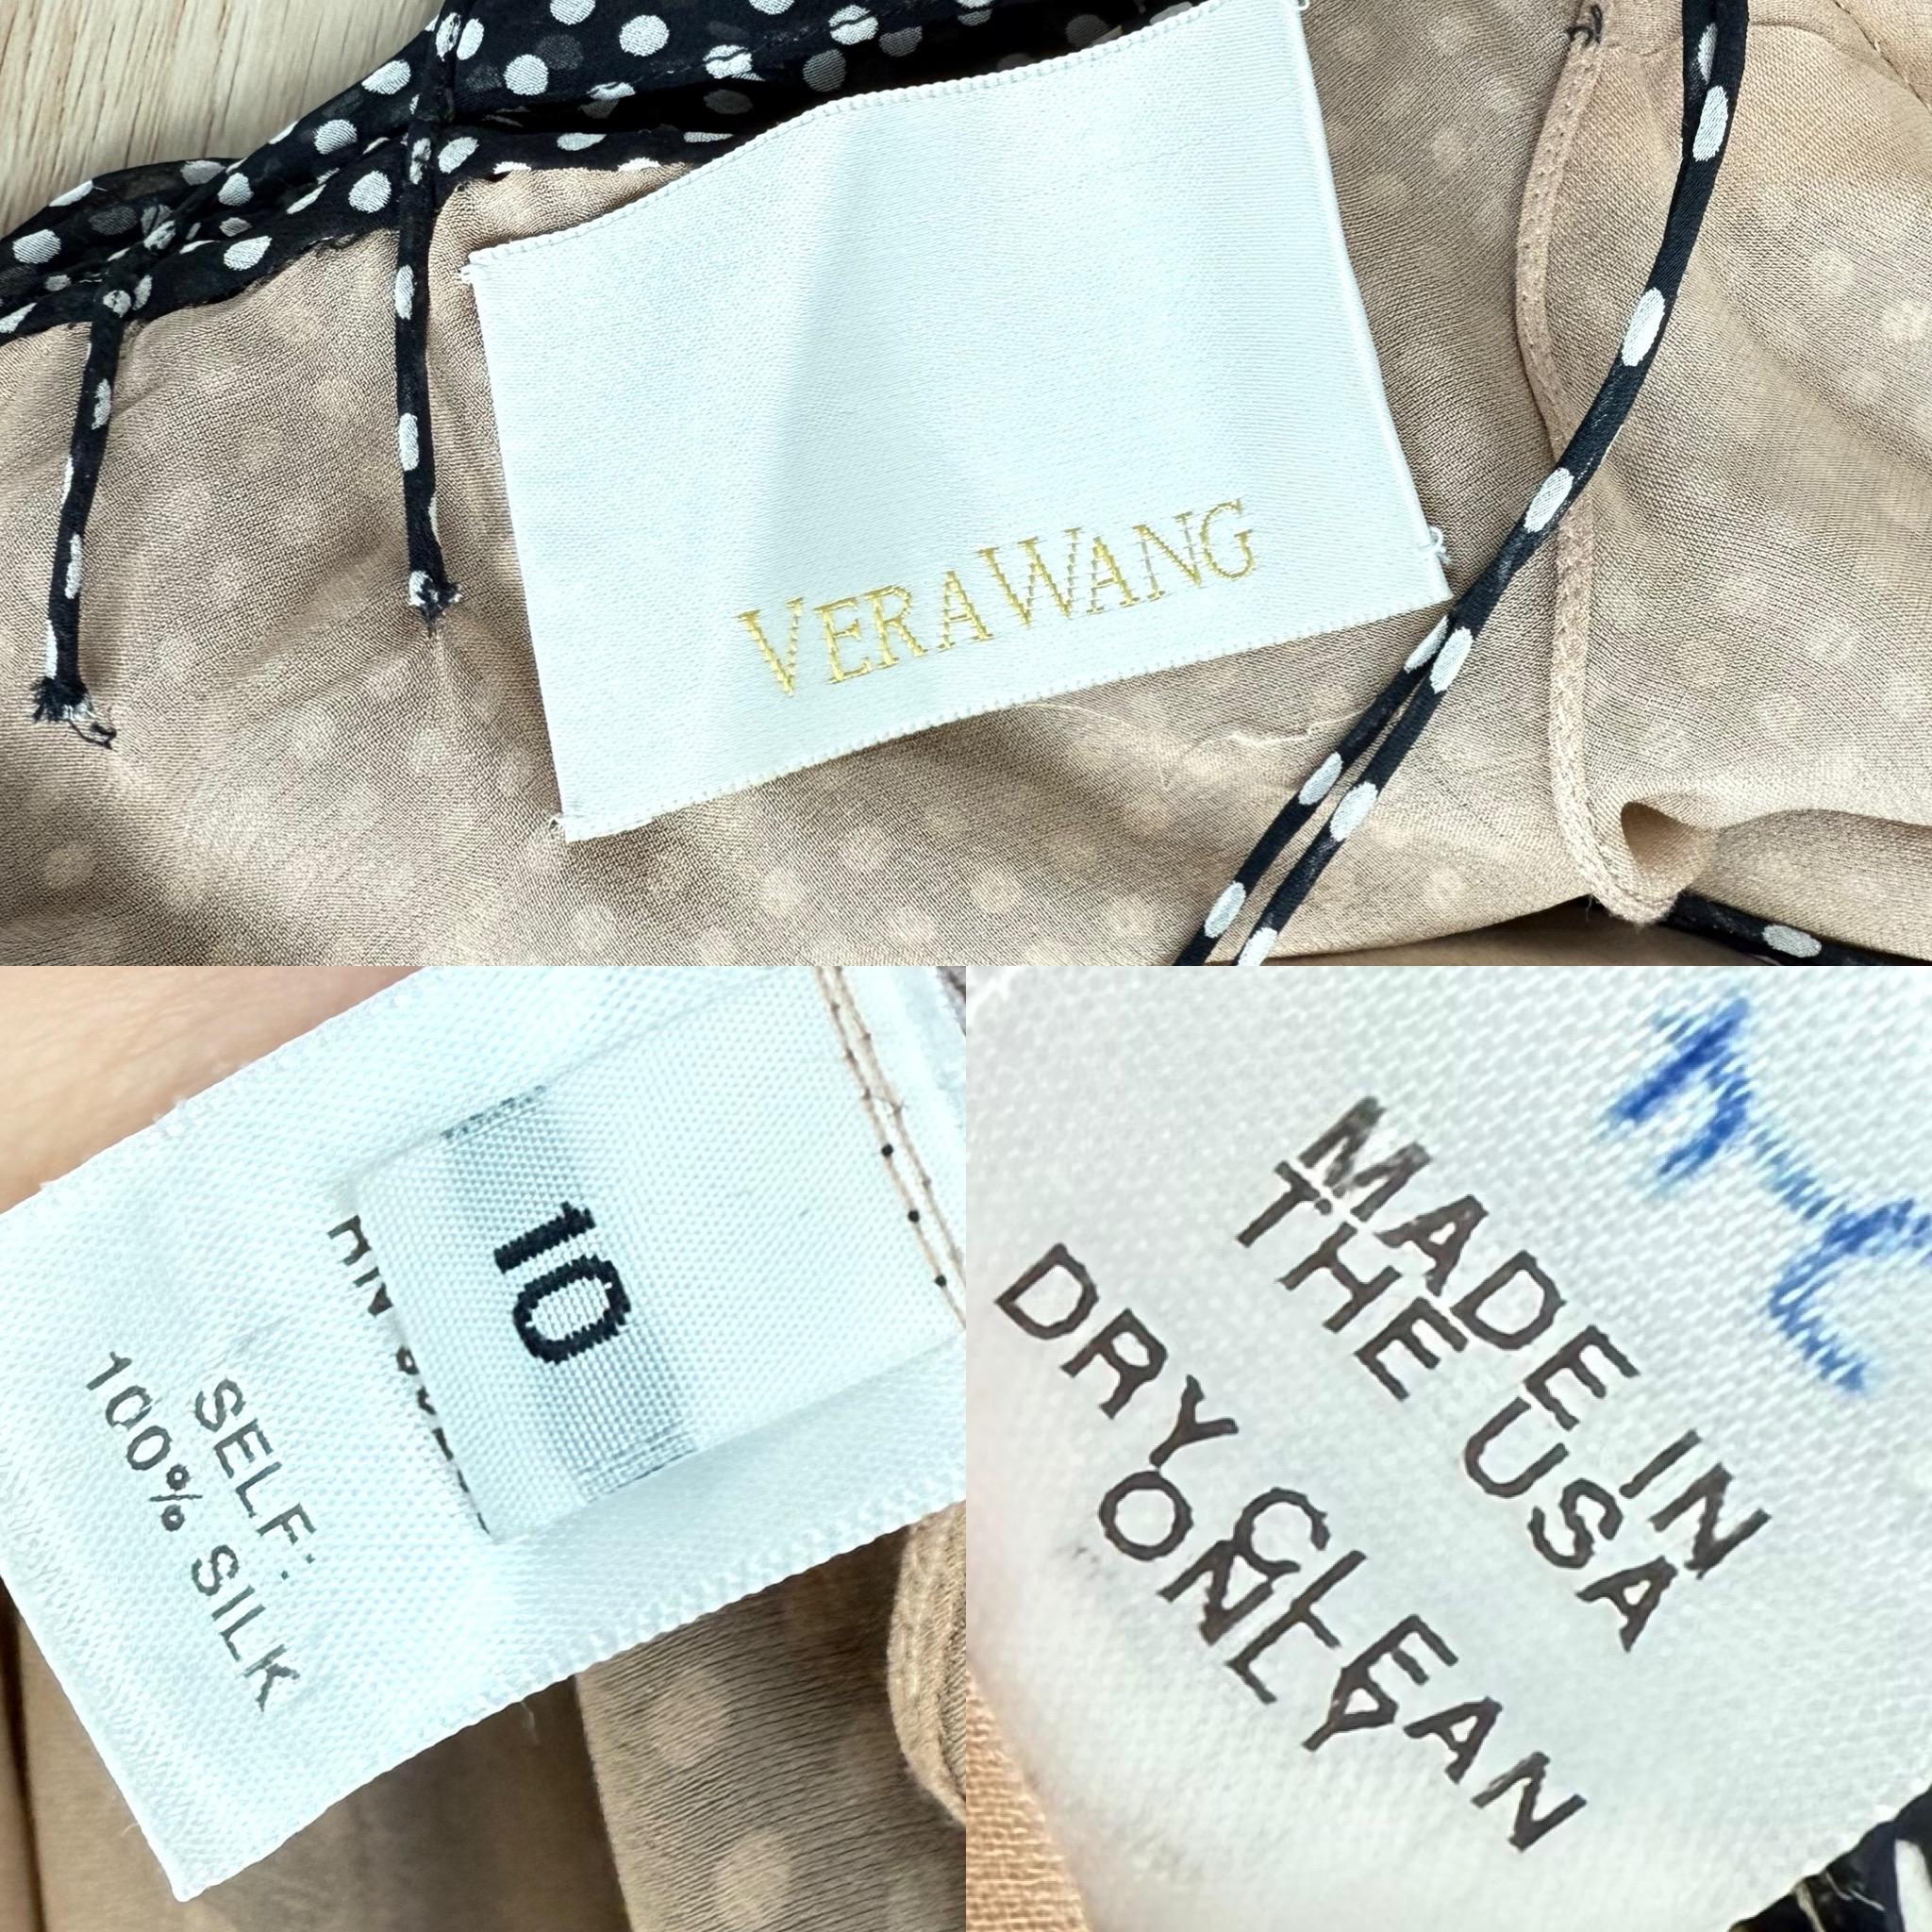 VERA WANG
10
SELF:
100% SILK
MADE IN
THE USA
DRY CLEAN
ONLY